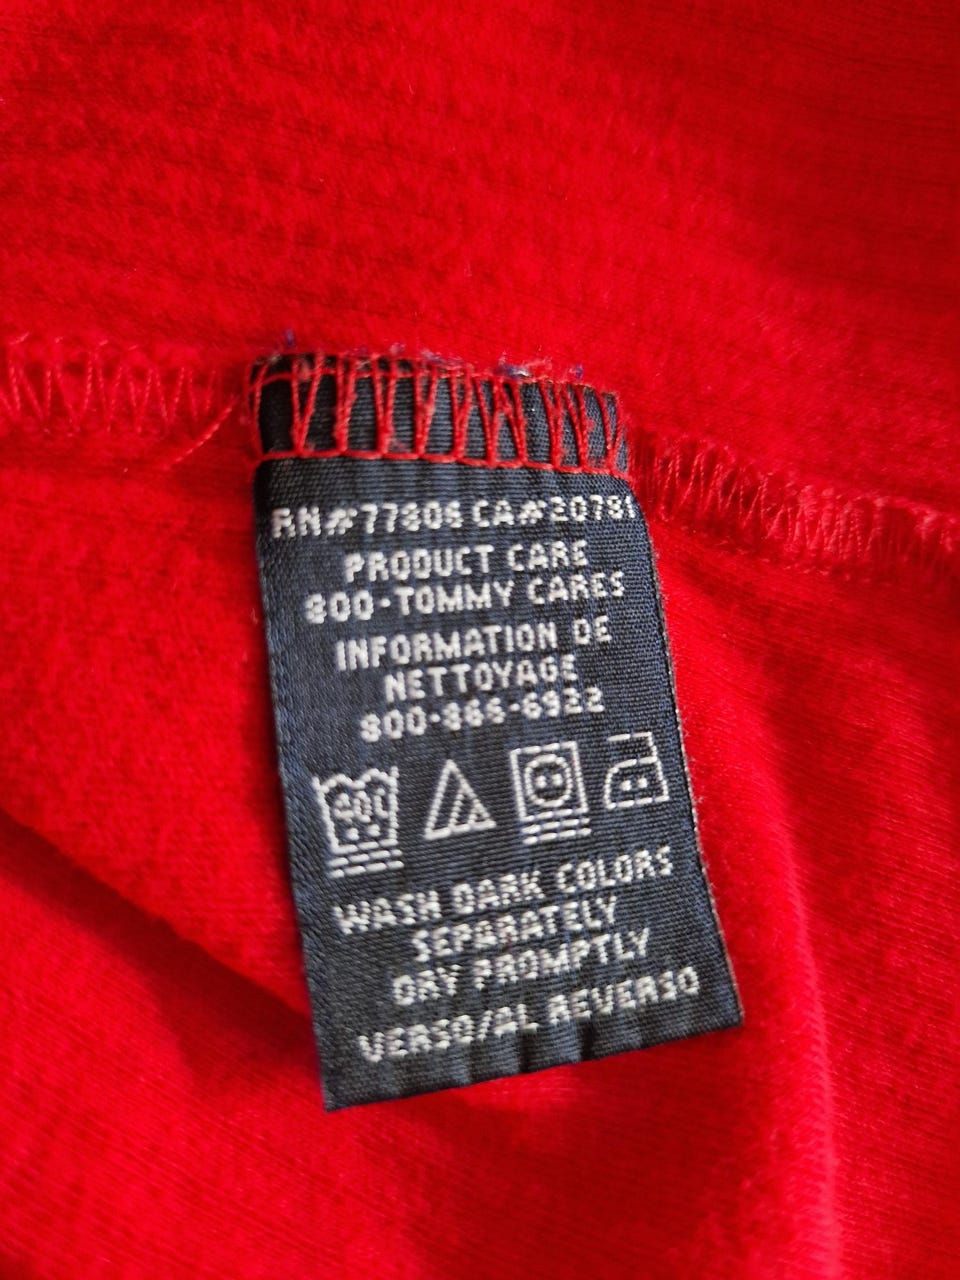 RN#77806 CA#20781
PRODUCT CARE
800-TOMMY CARES
INFORMATION DE
NETTOYAGE
800-866-6922
40C
WASH DARK COLORS
SEPARATELY
DRY PROMPTLY
VERSO/AL REVERSO